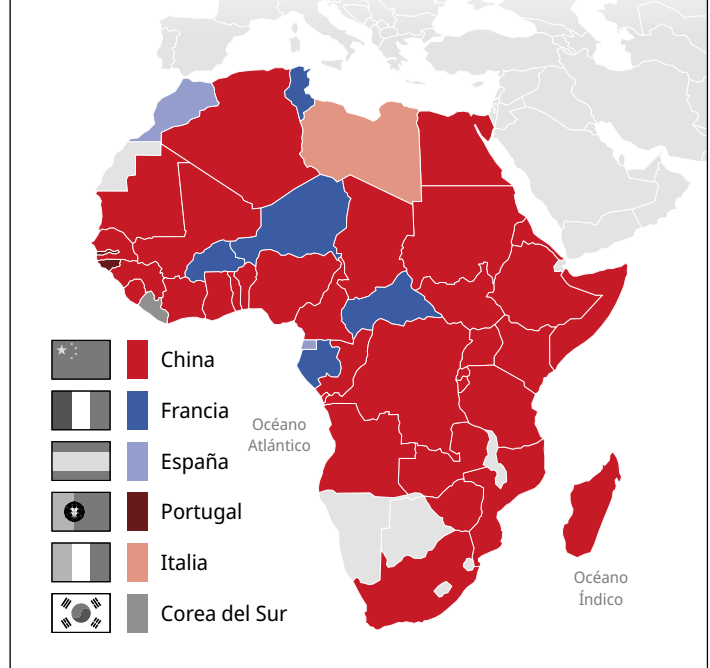 China
Francia
España
Portugal
Italia
Corea del Sur
Océano
Atlántico
Océano
Índico